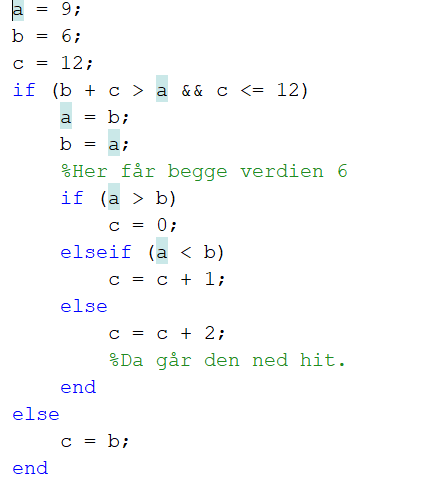 a = 9;
b = 6;
c = 12;
if (b + c > a && c <= 12)
    a = b;
    b = a;
    %Her får begge verdien 6
    if (a > b)
        c = 0;
    elseif (a < b)
        c = c + 1;
    else
        c = c + 2;
        %Da går den ned hit.
    end
else
    c = b;
end